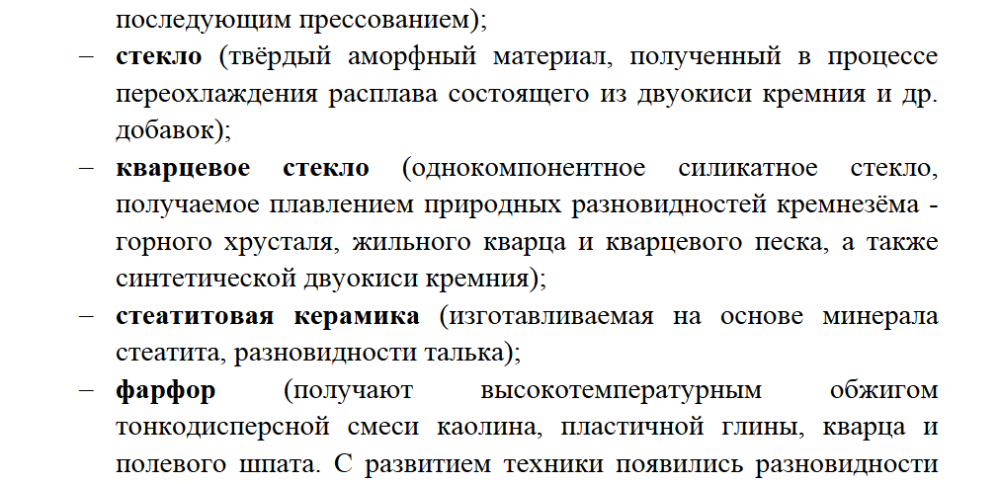 последующим прессованием);
– стекло (твёрдый аморфный материал, полученный в процессе
переохлаждения расплава состоящего из двуокиси кремния и др.
добавок);
– кварцевое стекло (однокомпонентное силикатное стекло,
получаемое плавлением природных разновидностей кремнезёма -
горного хрусталя, жильного кварца и кварцевого песка, а также
синтетической двуокиси кремния);
– стеатитовая керамика (изготавливаемая на основе минерала
стеатита, разновидности талька);
– фарфор (получают высокотемпературным обжигом
тонкодисперсной смеси каолина, пластичной глины, кварца и
полевого шпата. С развитием техники появились разновидности